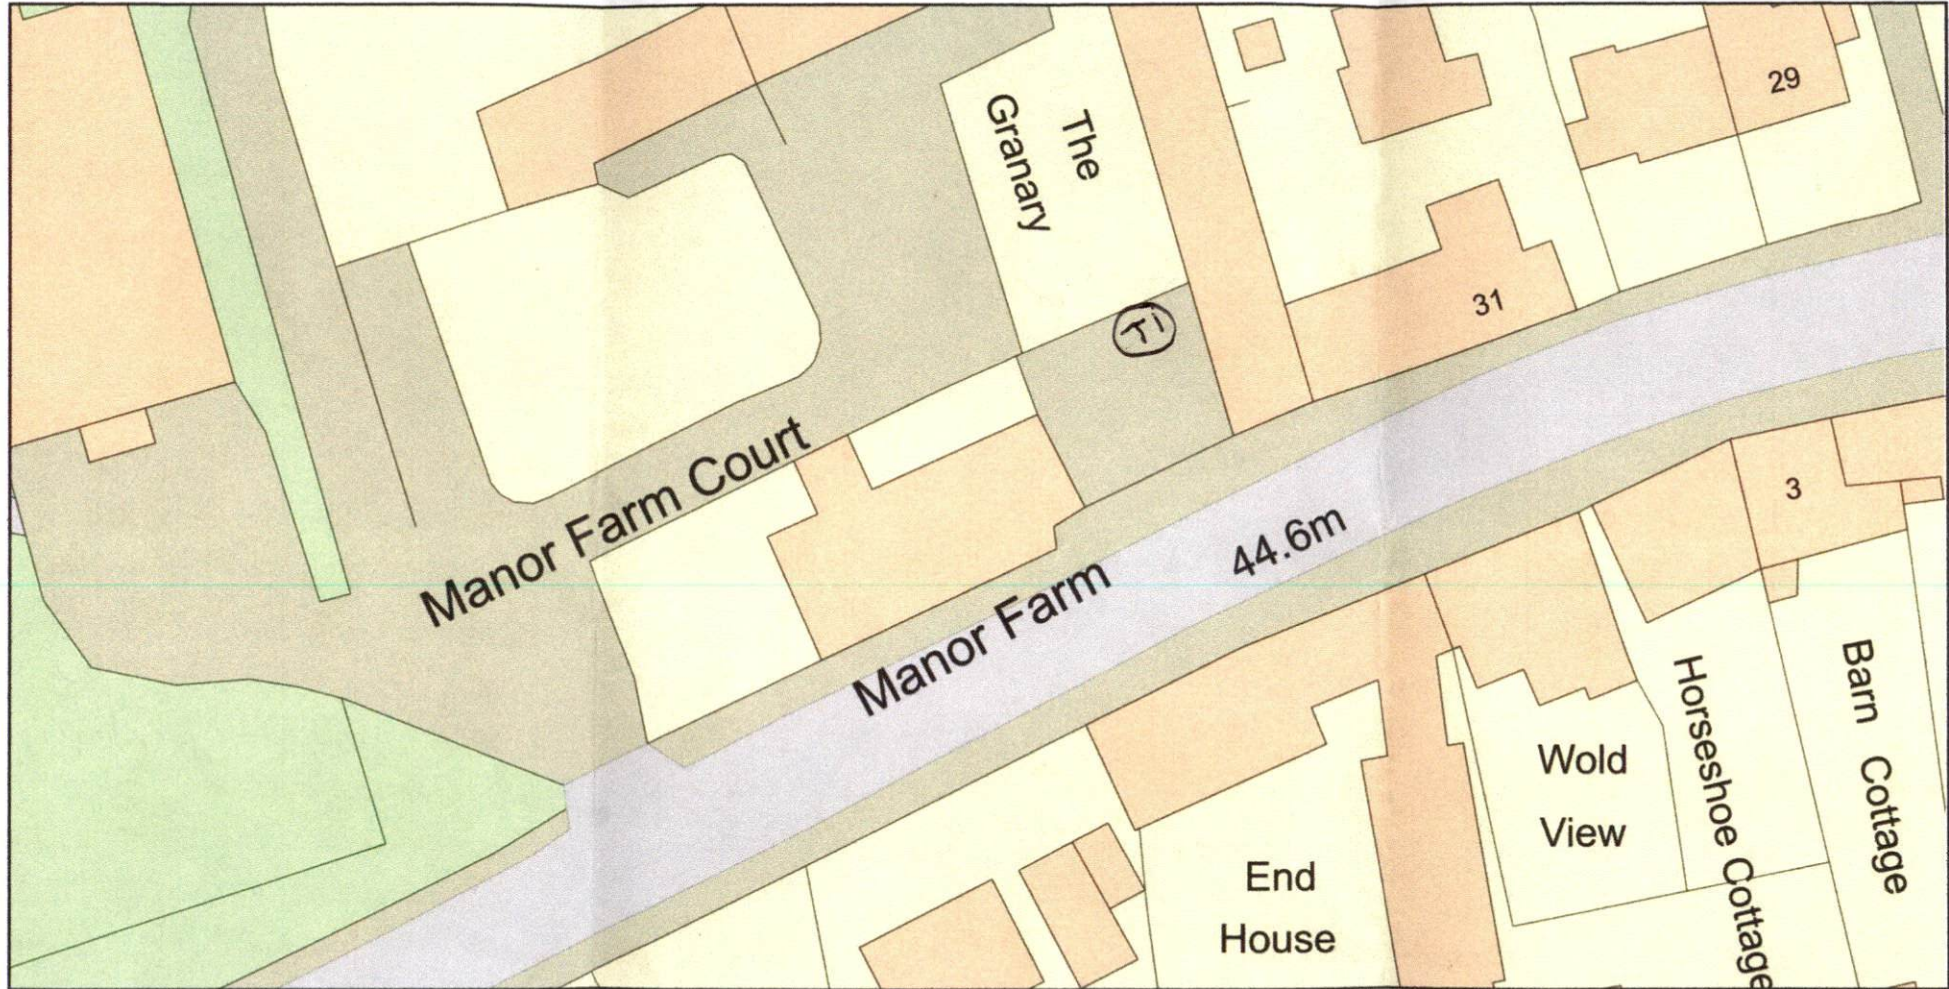 29
The
Granary
31
T1
Manor Farm Court
3
44.6m
Manor Farm
Wold
View
Horseshoe Cottage
Barn Cottage
End
House